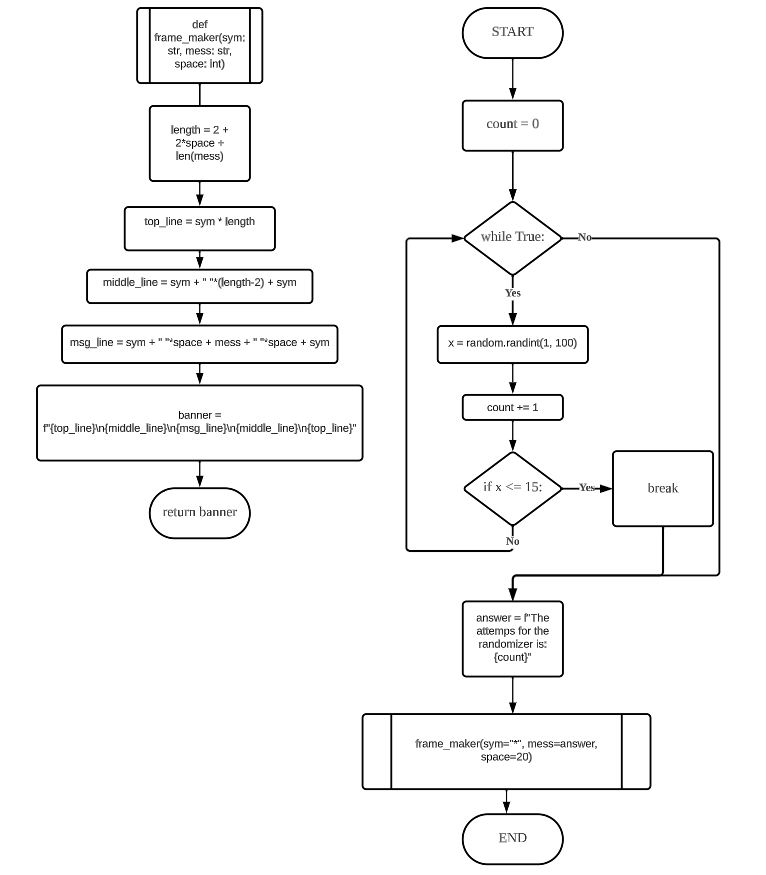 def
frame_maker(sym:
str, mess: str,
space: int)
length = 2 +
2*space +
len(mess)
top_line = sym * length
middle_line = sym + " "*(length-2) + sym
msg_line = sym + " "*space + mess + " "*space + sym
banner =
f"{top_line}\n{middle_line}\n{msg_line}\n{middle_line}\n{top_line}"
return banner
START
count = 0
while True:
No
Yes
x = random.randint(1, 100)
count += 1
if x <= 15:
Yes
break
No
answer = f"The
attemps for the
randomizer is:
{count}"
frame_maker(sym="*", mess=answer,
space=20)
END